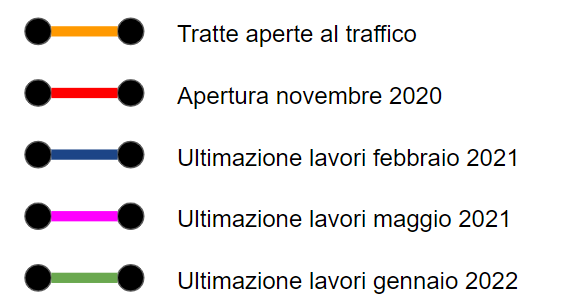 Tratte aperte al traffico
Apertura novembre 2020
Ultimazione lavori febbraio 2021
Ultimazione lavori maggio 2021
Ultimazione lavori gennaio 2022